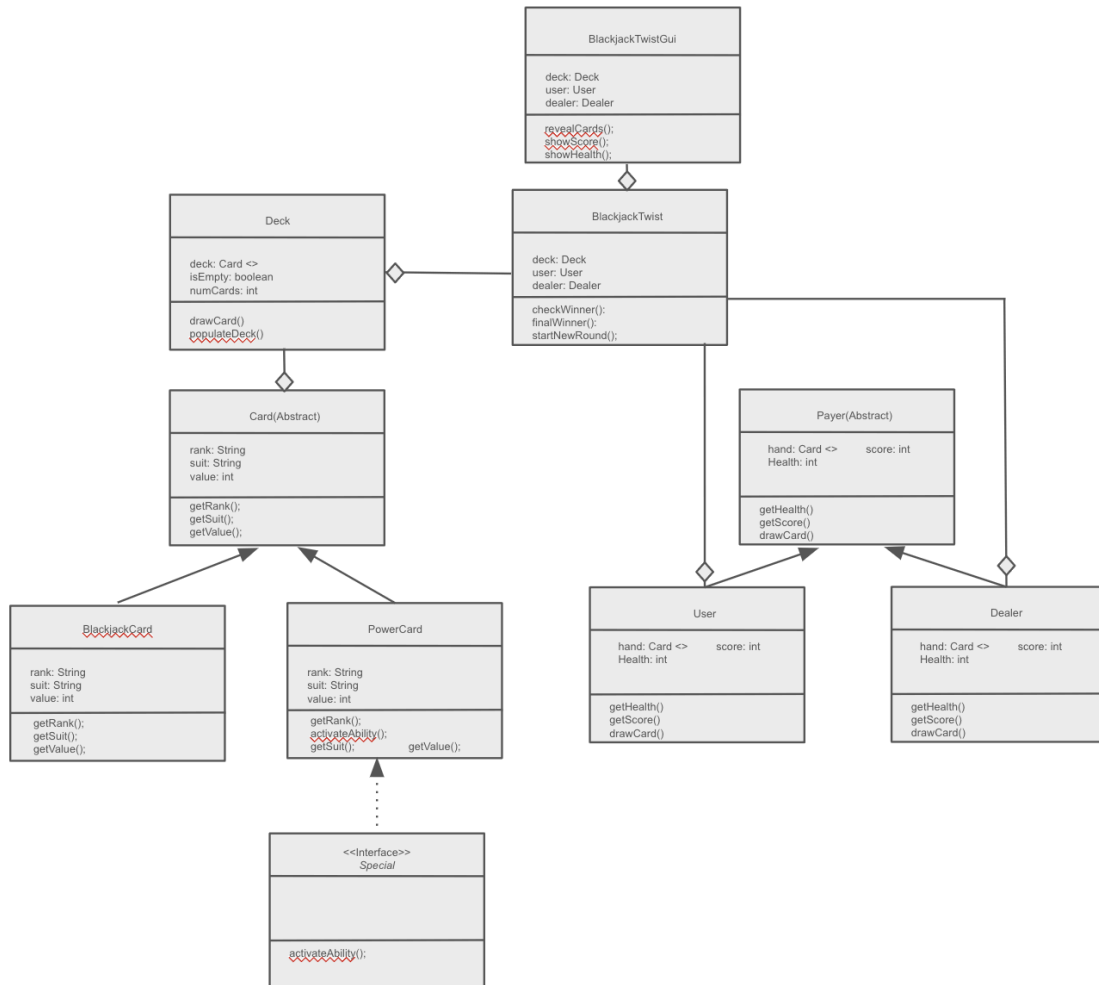 BlackjackTwistGui
deck: Deck
user: User
dealer: Dealer
revealCards();
showScore();
showHealth();
Deck
deck: Card <>
isEmpty: boolean
numCards: int
drawCard()
populateDeck()
BlackjackTwist
deck: Deck
user: User
dealer: Dealer
checkWinner():
finalWinner():
startNewRound();
Card(Abstract)
rank: String
suit: String
value: int
getRank();
getSuit();
getValue();
Payer(Abstract)
hand: Card <> score: int
Health: int
getHealth()
getScore()
drawCard()
BlackjackCard
rank: String
suit: String
value: int
getRank();
getSuit();
getValue();
PowerCard
rank: String
suit: String
value: int
getRank();
activateAbility();
getSuit(); getValue();
User
hand: Card <> score: int
Health: int
getHealth()
getScore()
drawCard()
Dealer
hand: Card <> score: int
Health: int
getHealth()
getScore()
drawCard()
<<Interface>>
Special
activateAbility();